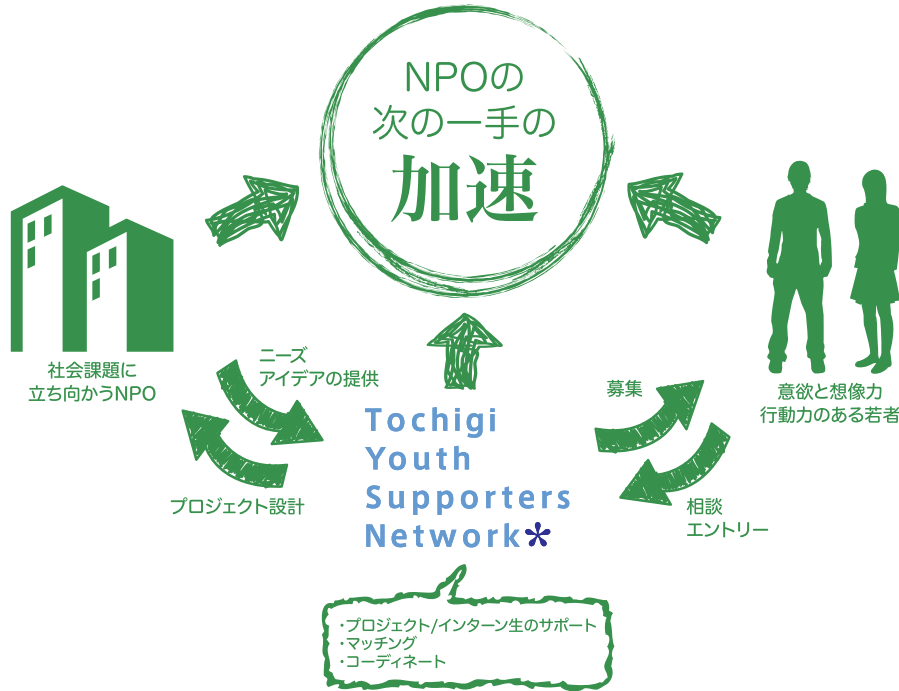 NPOの
次の一手の
加速
社会課題に
立ち向かうNPO
ニーズ
アイデアの提供
プロジェクト設計
募集
意欲と想像力
行動力のある若者
相談
エントリー
Tochigi
Youth
Supporters
Network*
・プロジェクト/インターン生のサポート
・マッチング
・コーディネート